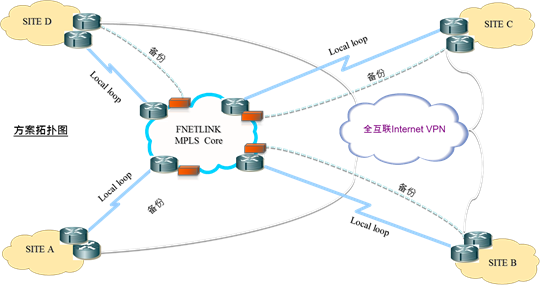 SITE D
SITE C
备份
Local loop
备份
Local loop
方案拓扑图
FNETLINK
MPLS Core
全互联Internet VPN
Local loop
备份
备份
Local loop
SITE A
SITE B